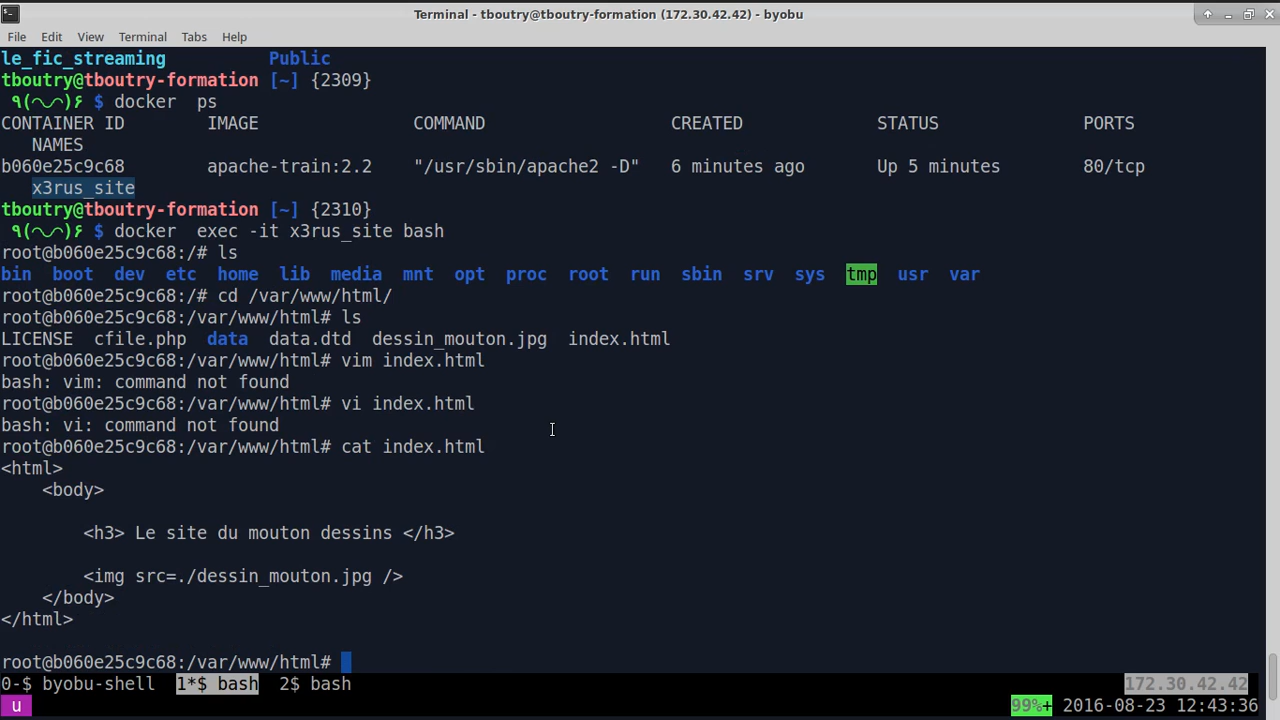 Terminal - tboutry@tboutry-formation (172.30.42.42) - byobu
File Edit View Terminal Tabs Help
le_fic_streaming Public
tboutry@tboutry-formation [~] {2309}
٩(◠◡◠)۶ $ docker  ps
CONTAINER ID        IMAGE               COMMAND                  CREATED             STATUS              PORTS
   NAMES
b060e25c9c68        apache-train:2.2    "/usr/sbin/apache2 -D"   6 minutes ago       Up 5 minutes        80/tcp
   x3rus_site
tboutry@tboutry-formation [~] {2310}
٩(◠◡◠)۶ $ docker  exec -it x3rus_site bash
root@b060e25c9c68:/# ls
bin  boot  dev  etc  home  lib  media  mnt  opt  proc  root  run  sbin  srv  sys  tmp  usr  var
root@b060e25c9c68:/# cd /var/www/html/
root@b060e25c9c68:/var/www/html# ls
LICENSE  cfile.php  data  data.dtd  dessin_mouton.jpg  index.html
root@b060e25c9c68:/var/www/html# vim index.html
bash: vim: command not found
root@b060e25c9c68:/var/www/html# vi index.html
bash: vi: command not found
root@b060e25c9c68:/var/www/html# cat index.html
<html>
    <body>
        <h3> Le site du mouton dessins </h3>
        <img src=./dessin_mouton.jpg />
    </body>
</html>
root@b060e25c9c68:/var/www/html#
0-$ byobu-shell  1*$ bash  2$ bash 172.30.42.42
u 99%+ 2016-08-23 12:43:36